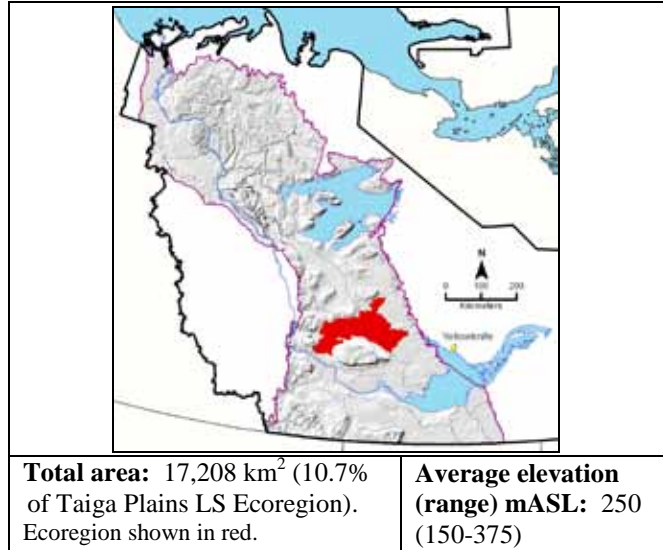 N
0 100 200
Kilometers
Yellowknife
Total area: 17,208 km2 (10.7%
of Taiga Plains LS Ecoregion).
Ecoregion shown in red.
Average elevation
(range) mASL: 250
(150-375)